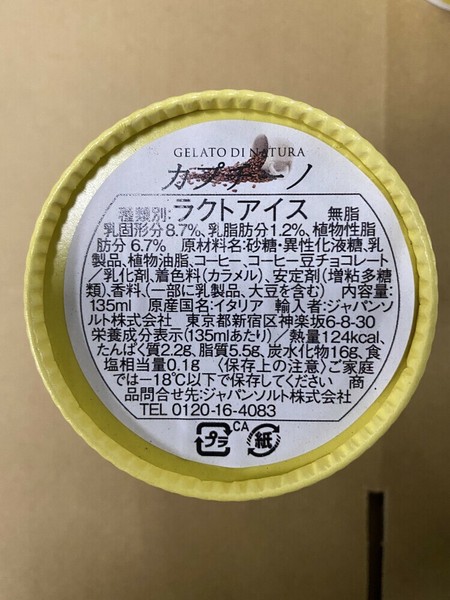 GELATO DI NATURA
カプチーノ
種類別:ラクトアイス 無脂
乳固形分8.7%、乳脂肪分1.2%、植物性脂
肪分 6.7% 原材料名:砂糖・異性化液糖、乳
製品、植物油脂、コーヒー、コーヒー豆チョコレート
/乳化剤、着色料(カラメル)、安定剤(増粘多糖
類)、香料、(一部に乳製品、大豆を含む) 内容量:
135ml 原産国名:イタリア 輸入者:ジャパンソ
ルト株式会社 東京都新宿区神楽坂6-8-30
栄養成分表示(135mlあたり)/熱量124kcal、
たんぱく質2.2g、脂質5.5g、炭水化物16g、食
塩相当量0.1g 〈保存上の注意〉ご家庭
では−18℃以下で保存してください 商
品問合せ先:ジャパンソルト株式会社
TEL 0120-16-4083
プラ CA 紙